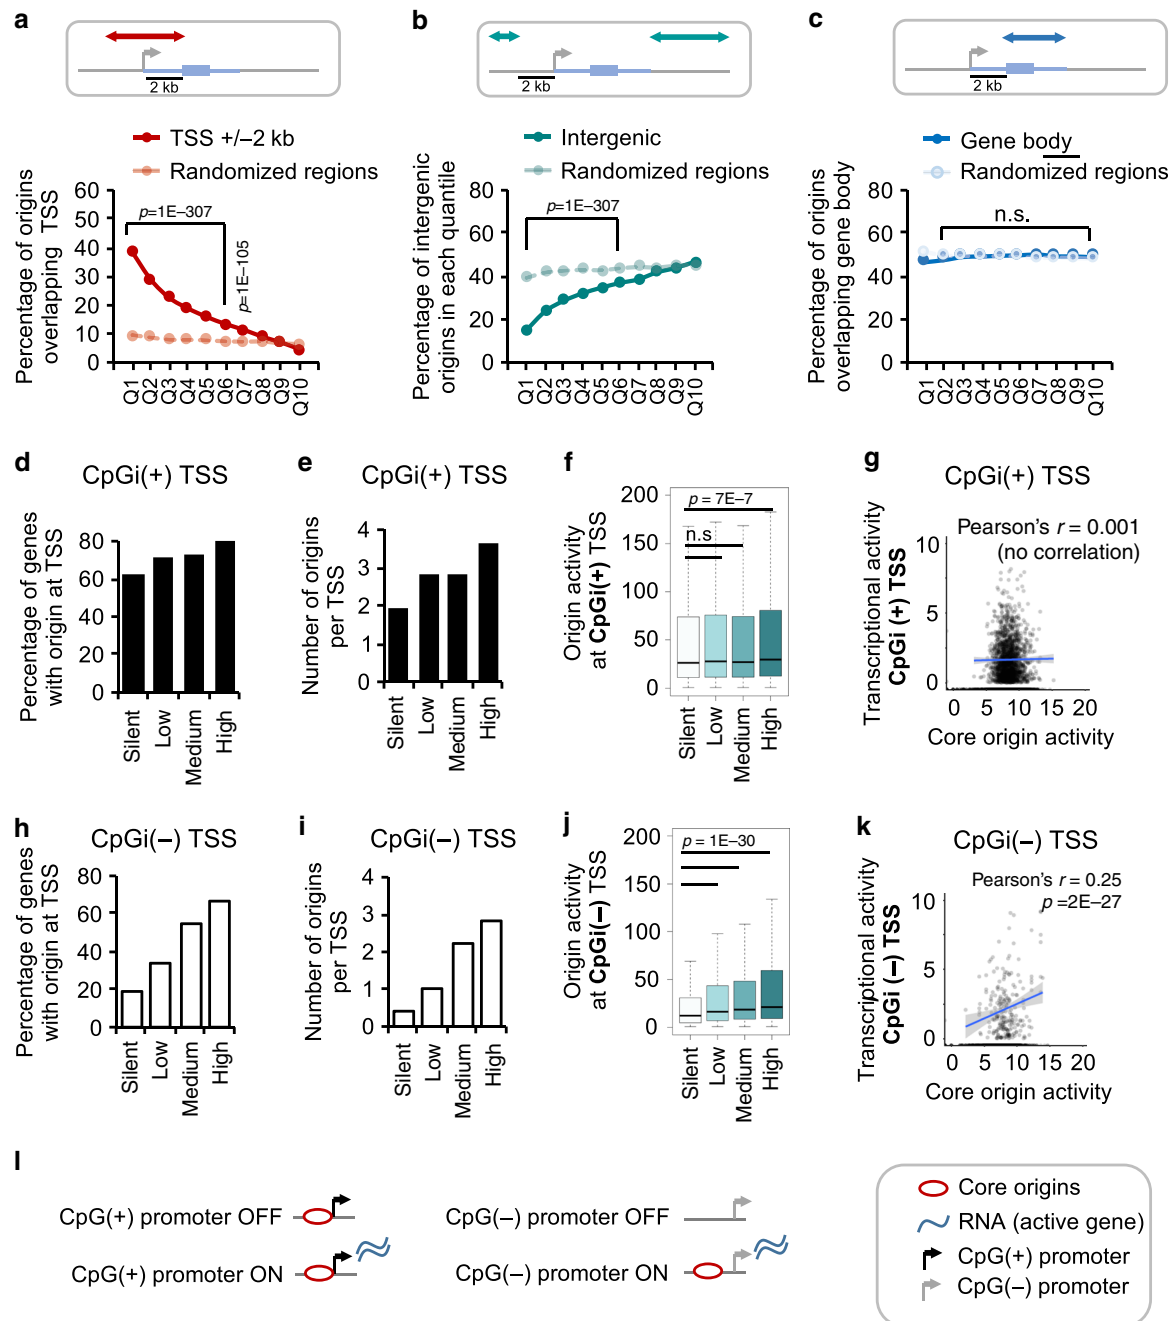 a
2 kb
TSS +/–2 kb
Randomized regions
Percentage of origins
overlapping TSS
60
50
40
30
20
10
0
p=1E–307
p=1E–105
Q1
Q2
Q3
Q4
Q5
Q6
Q7
Q8
Q9
Q10
b
2 kb
Intergenic
Randomized regions
Percentage of intergenic
origins in each quantile
80
60
40
20
0
p=1E–307
Q1
Q2
Q3
Q4
Q5
Q6
Q7
Q8
Q9
Q10
c
2 kb
Gene body
Randomized regions
Percentage of origins
overlapping gene body
80
60
40
20
0
n.s.
Q1
Q2
Q3
Q4
Q5
Q6
Q7
Q8
Q9
Q10
d
CpGi(+) TSS
Percentage of genes
with origin at TSS
80
60
40
20
0
Silent
Low
Medium
High
e
CpGi(+) TSS
Number of origins
per TSS
4
3
2
1
0
Silent
Low
Medium
High
f
Origin activity
at CpGi(+) TSS
200
150
100
50
0
p = 7E–7
n.s
Silent
Low
Medium
High
g
CpGi(+) TSS
Pearson's r = 0.001
(no correlation)
Transcriptional activity
CpGi (+) TSS
10
5
0
0
5
10
15
20
Core origin activity
h
CpGi(–) TSS
Percentage of genes
with origin at TSS
80
60
40
20
0
Silent
Low
Medium
High
i
CpGi(–) TSS
Number of origins
per TSS
4
3
2
1
0
Silent
Low
Medium
High
j
Origin activity
at CpGi(–) TSS
200
150
100
50
0
p = 1E–30
Silent
Low
Medium
High
k
CpGi(–) TSS
Pearson's r = 0.25
p =2E–27
Transcriptional activity
CpGi (–) TSS
10
5
0
0
5
10
15
20
Core origin activity
l
CpG(+) promoter OFF
CpG(+) promoter ON
CpG(–) promoter OFF
CpG(–) promoter ON
Core origins
RNA (active gene)
CpG(+) promoter
CpG(–) promoter